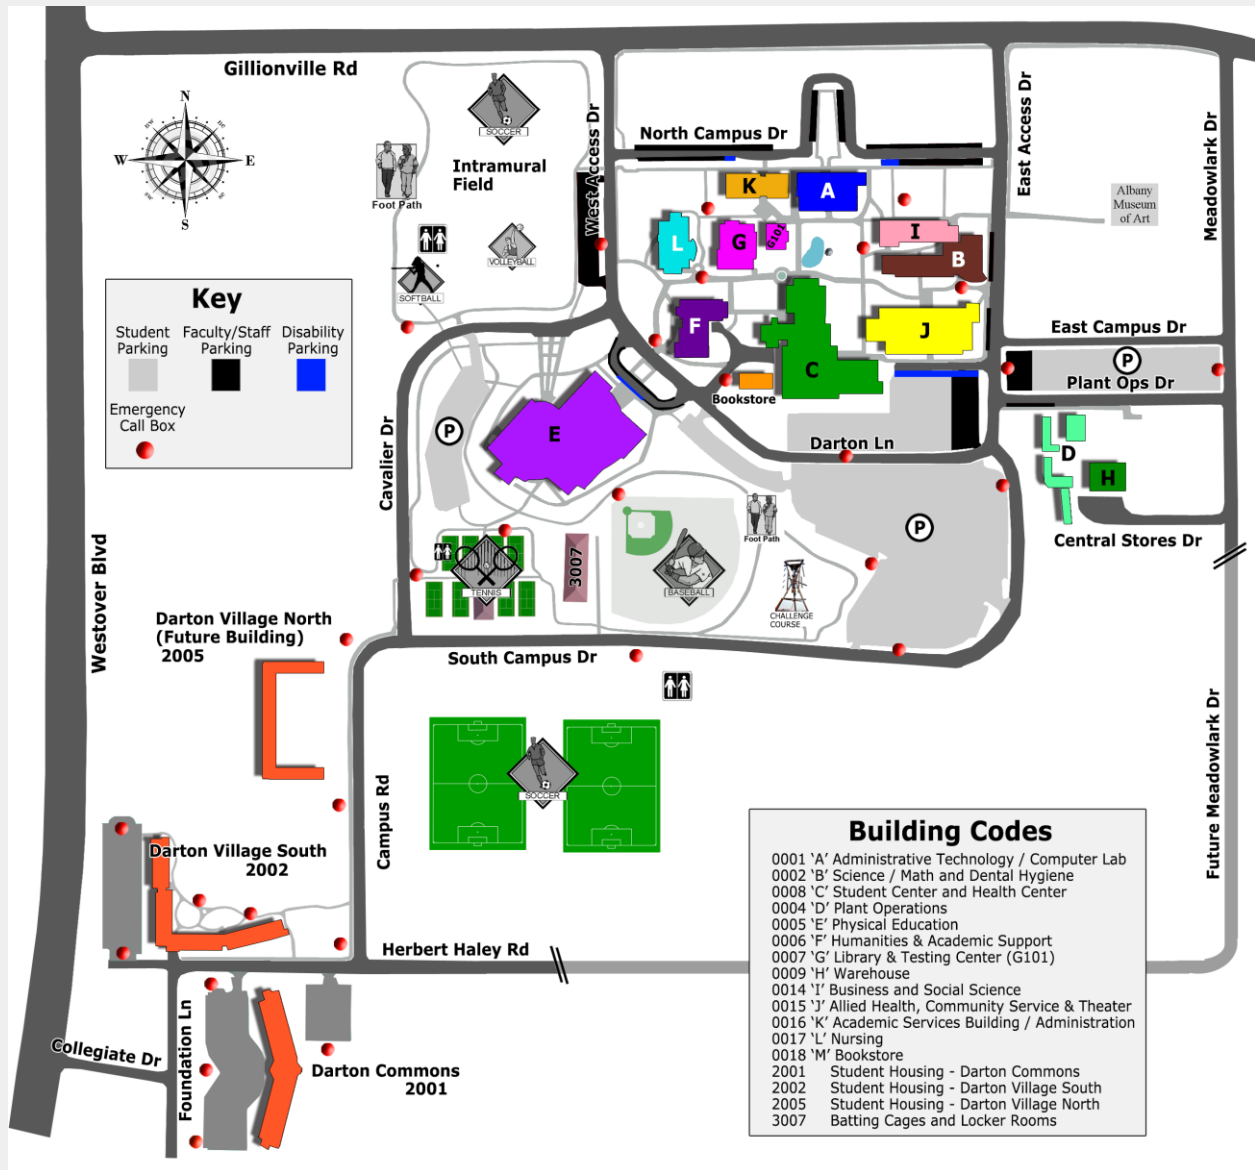 Gillionville Rd
N
NW
NE
W
E
SW
SE
S
SOCCER
Intramural
Field
Foot Path
VOLLEYBALL
SOFTBALL
West Access Dr
North Campus Dr
East Access Dr
Meadowlark Dr
Albany
Museum
of Art
K
A
L
G
G101
I
B
F
C
J
Bookstore
East Campus Dr
P
Plant Ops Dr
Key
Student
Parking
Faculty/Staff
Parking
Disability
Parking
Emergency
Call Box
Cavalier Dr
P
E
Darton Ln
D
H
Central Stores Dr
P
Foot Path
TENNIS
3007
BASEBALL
CHALLENGE
COURSE
Westover Blvd
Darton Village North
(Future Building)
2005
South Campus Dr
SOCCER
Campus Rd
Future Meadowlark Dr
Darton Village South
2002
Herbert Haley Rd
Collegiate Dr
Foundation Ln
Darton Commons
2001
Building Codes
0001 ‘A’ Administrative Technology / Computer Lab
0002 ‘B’ Science / Math and Dental Hygiene
0008 ‘C’ Student Center and Health Center
0004 ‘D’ Plant Operations
0005 ‘E’ Physical Education
0006 ‘F’ Humanities & Academic Support
0007 ‘G’ Library & Testing Center (G101)
0009 ‘H’ Warehouse
0014 ‘I’ Business and Social Science
0015 ‘J’ Allied Health, Community Service & Theater
0016 ‘K’ Academic Services Building / Administration
0017 ‘L’ Nursing
0018 ‘M’ Bookstore
2001 Student Housing - Darton Commons
2002 Student Housing - Darton Village South
2005 Student Housing - Darton Village North
3007 Batting Cages and Locker Rooms